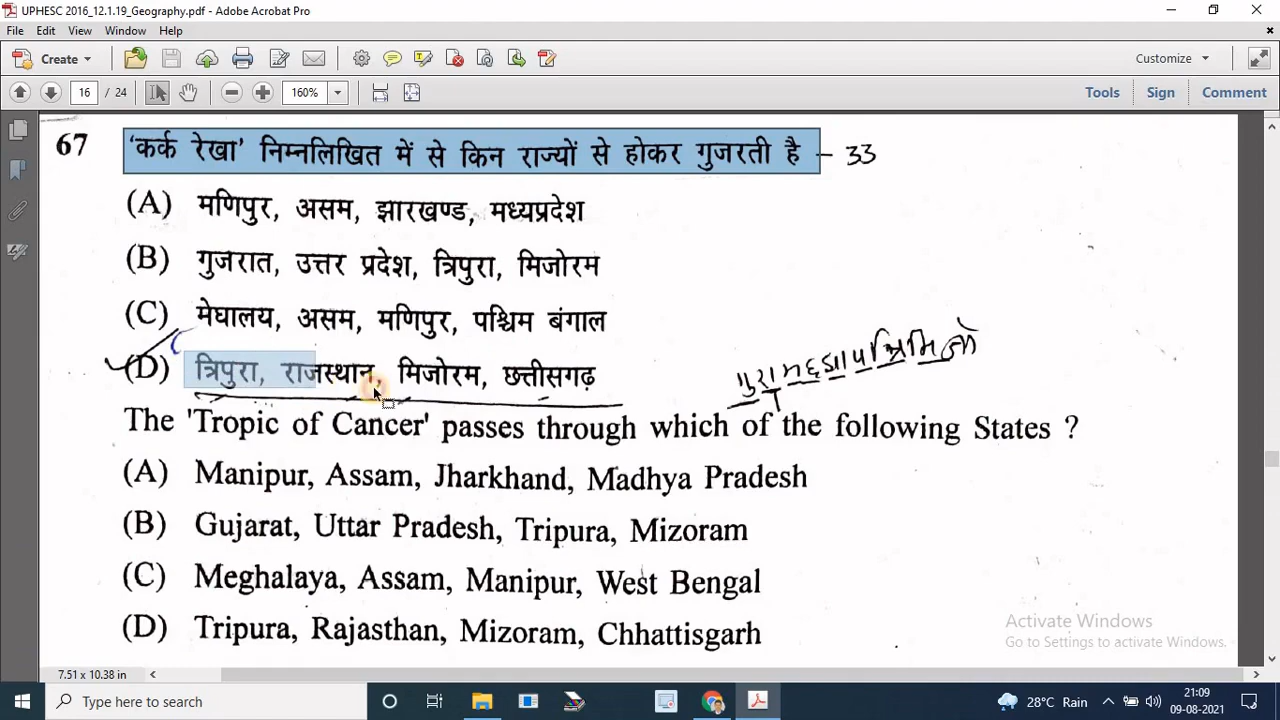 UPHESC 2016_12.1.19_Geography.pdf - Adobe Acrobat Pro
File Edit View Window Help
Create Customize
16 / 24 160% Tools Sign Comment
67 'कर्क रेखा' निम्नलिखित में से किन राज्यों से होकर गुजरती है – 33
(A) मणिपुर, असम, झारखण्ड, मध्यप्रदेश
(B) गुजरात, उत्तर प्रदेश, त्रिपुरा, मिजोरम
(C) मेघालय, असम, मणिपुर, पश्चिम बंगाल
(D) त्रिपुरा, राजस्थान, मिजोरम, छत्तीसगढ़
The 'Tropic of Cancer' passes through which of the following States ?
(A) Manipur, Assam, Jharkhand, Madhya Pradesh
(B) Gujarat, Uttar Pradesh, Tripura, Mizoram
(C) Meghalaya, Assam, Manipur, West Bengal
(D) Tripura, Rajasthan, Mizoram, Chhattisgarh
Activate Windows
Go to Settings to activate Windows.
7.51 x 10.38 in
Type here to search 28°C Rain 21:09
09-08-2021